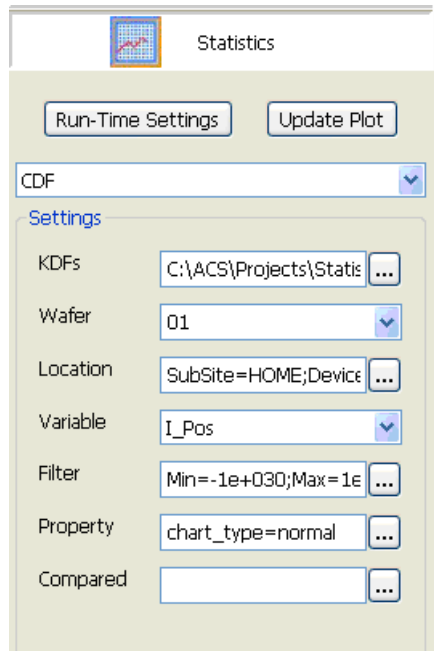 Statistics
Run-Time Settings Update Plot
CDF
Settings
KDFs C:\ACS\Projects\Statis ...
Wafer 01
Location SubSite=HOME;Device ...
Variable I_Pos
Filter Min=-1e+030;Max=1e ...
Property chart_type=normal ...
Compared ...